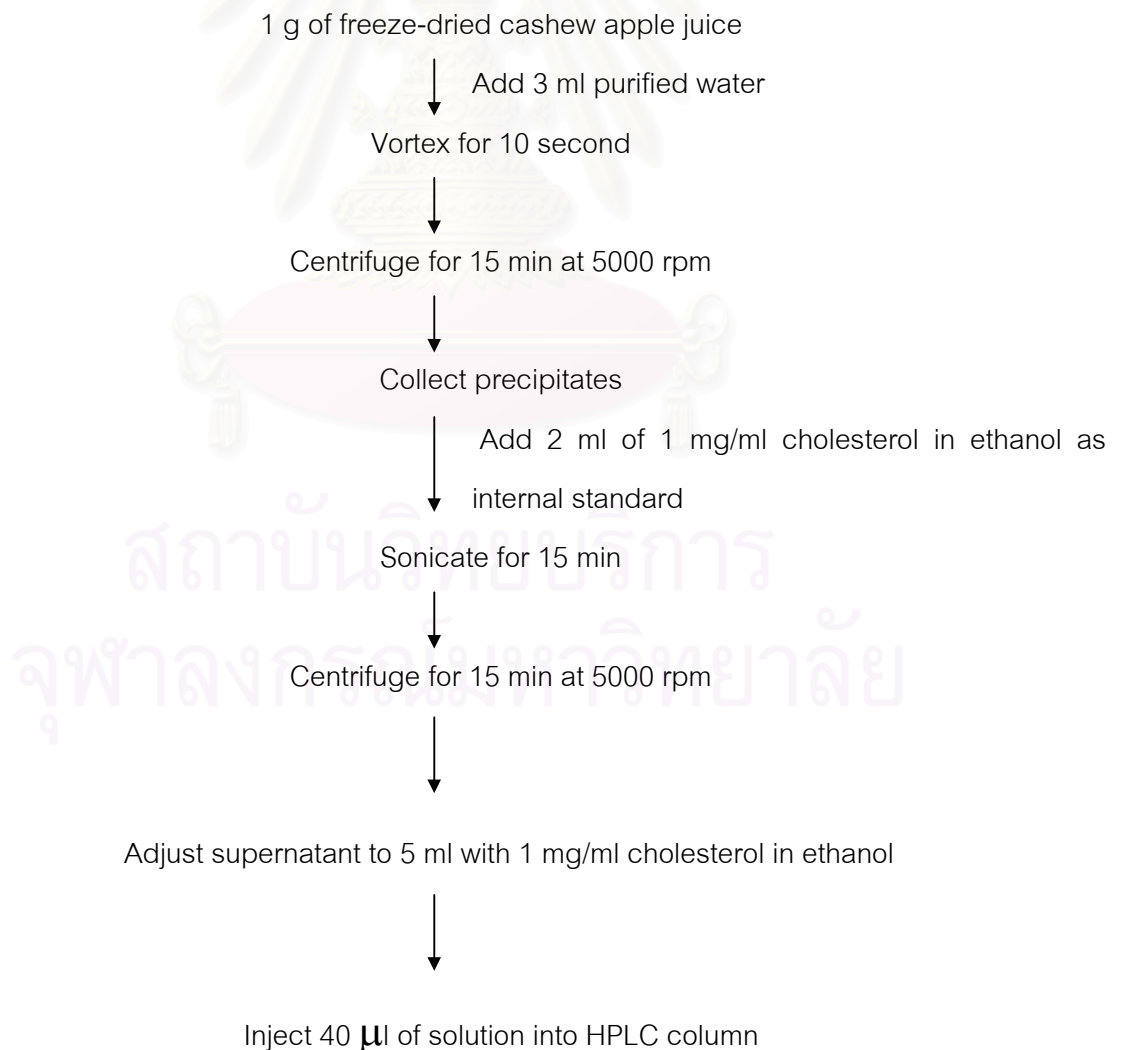 1 g of freeze-dried cashew apple juice
Add 3 ml purified water
Vortex for 10 second
Centrifuge for 15 min at 5000 rpm
Collect precipitates
Add 2 ml of 1 mg/ml cholesterol in ethanol as
internal standard
สถาบันวิทยบริการ
Sonicate for 15 min
จุฬาลงกรณ์มหาวิทยาลัย
Centrifuge for 15 min at 5000 rpm
Adjust supernatant to 5 ml with 1 mg/ml cholesterol in ethanol
Inject 40 μl of solution into HPLC column